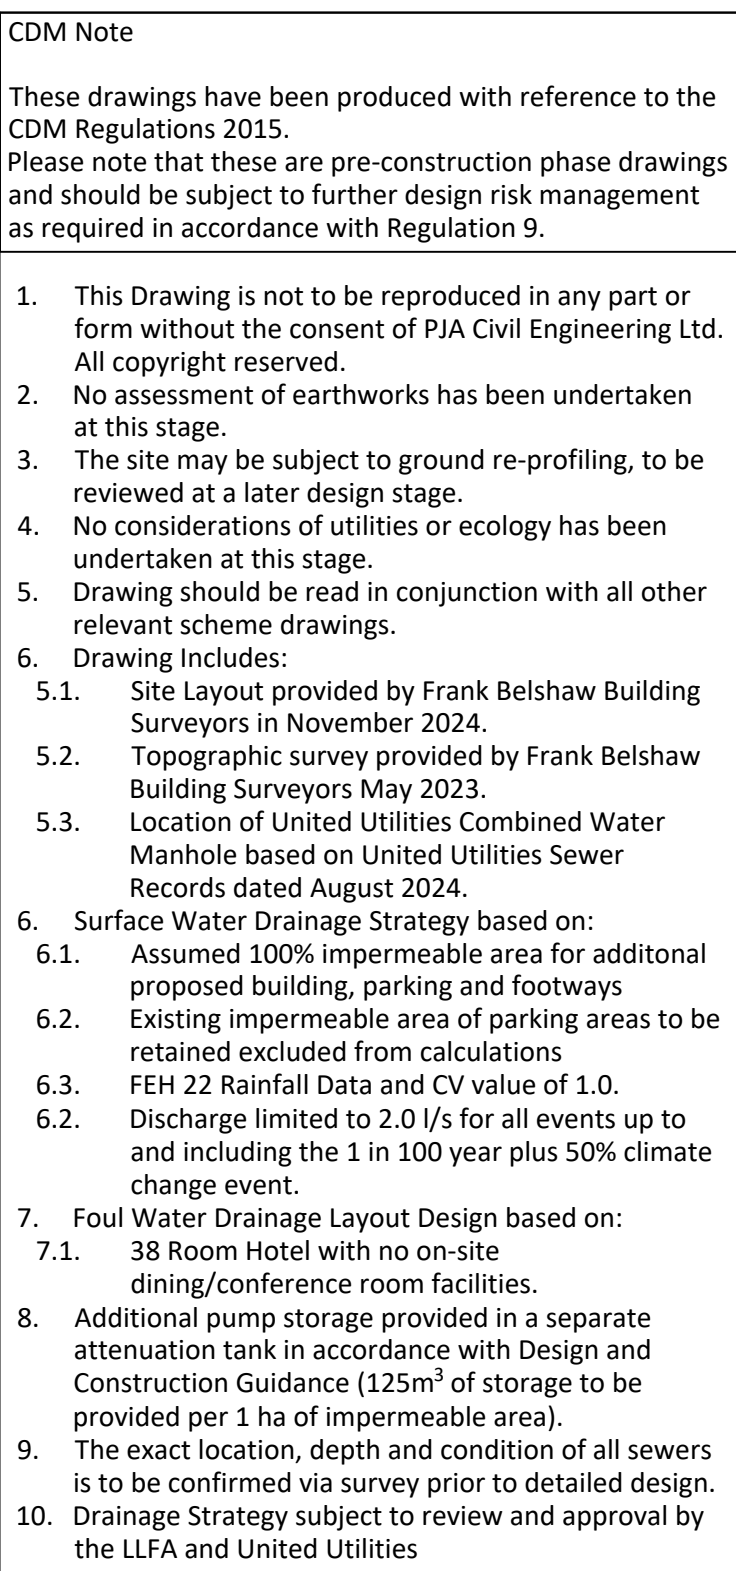 CDM Note
These drawings have been produced with reference to the
CDM Regulations 2015.
Please note that these are pre-construction phase drawings
and should be subject to further design risk management
as required in accordance with Regulation 9.
1. This Drawing is not to be reproduced in any part or
form without the consent of PJA Civil Engineering Ltd.
All copyright reserved.
2. No assessment of earthworks has been undertaken
at this stage.
3. The site may be subject to ground re-profiling, to be
reviewed at a later design stage.
4. No considerations of utilities or ecology has been
undertaken at this stage.
5. Drawing should be read in conjunction with all other
relevant scheme drawings.
6. Drawing Includes:
5.1. Site Layout provided by Frank Belshaw Building
Surveyors in November 2024.
5.2. Topographic survey provided by Frank Belshaw
Building Surveyors May 2023.
5.3. Location of United Utilities Combined Water
Manhole based on United Utilities Sewer
Records dated August 2024.
6. Surface Water Drainage Strategy based on:
6.1. Assumed 100% impermeable area for additonal
proposed building, parking and footways
6.2. Existing impermeable area of parking areas to be
retained excluded from calculations
6.3. FEH 22 Rainfall Data and CV value of 1.0.
6.2. Discharge limited to 2.0 l/s for all events up to
and including the 1 in 100 year plus 50% climate
change event.
7. Foul Water Drainage Layout Design based on:
7.1. 38 Room Hotel with no on-site
dining/conference room facilities.
8. Additional pump storage provided in a separate
attenuation tank in accordance with Design and
Construction Guidance (125m³ of storage to be
provided per 1 ha of impermeable area).
9. The exact location, depth and condition of all sewers
is to be confirmed via survey prior to detailed design.
10. Drainage Strategy subject to review and approval by
the LLFA and United Utilities